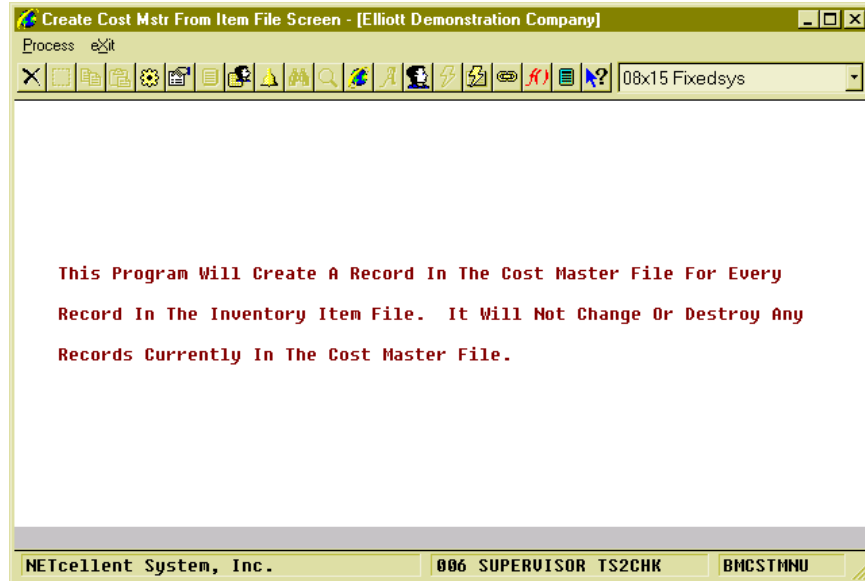 Create Cost Mstr From Item File Screen - [Elliott Demonstration Company]
Process eXit
08x15 Fixedsys
This Program Will Create A Record In The Cost Master File For Every
Record In The Inventory Item File. It Will Not Change Or Destroy Any
Records Currently In The Cost Master File.
NETcellent System, Inc. 006 SUPERVISOR TS2CHK BMCSTMNU